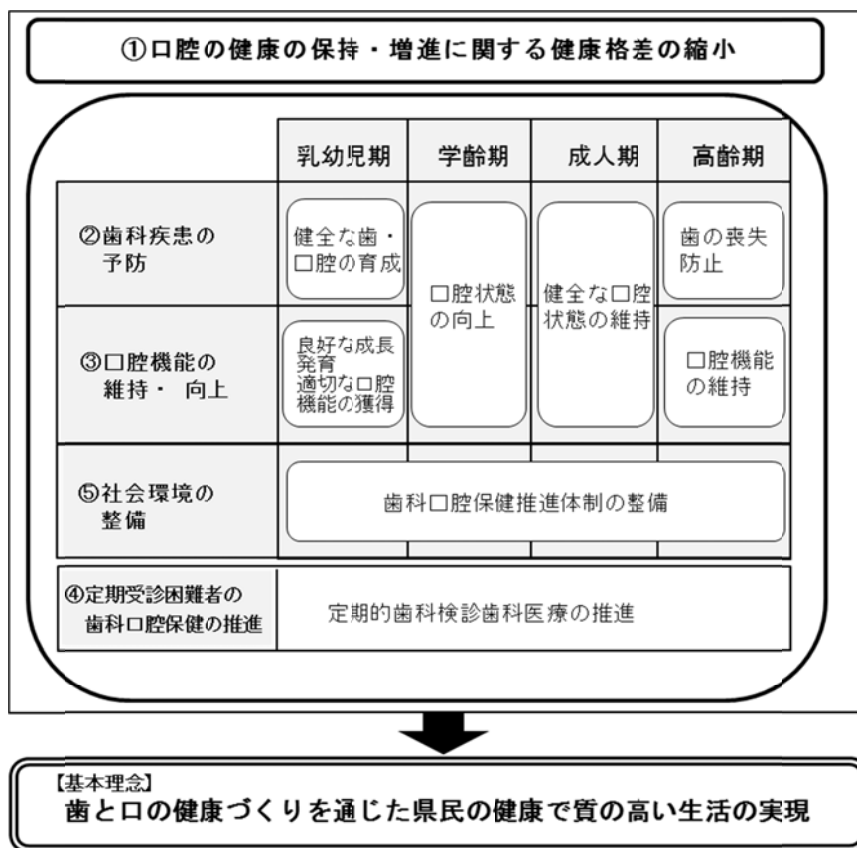 ①口腔の健康の保持・増進に関する健康格差の縮小
乳幼児期 学齢期 成人期 高齢期
②歯科疾患の
予防
健全な歯・
口腔の育成
口腔状態
の向上
健全な口腔
状態の維持
歯の喪失
防止
③口腔機能の
維持・ 向上
良好な成長
発育
適切な口腔
機能の獲得
口腔機能
の維持
⑤社会環境の
整備
歯科口腔保健推進体制の整備
④定期受診困難者の
歯科口腔保健の推進
定期的歯科検診歯科医療の推進
【基本理念】
歯と口の健康づくりを通じた県民の健康で質の高い生活の実現